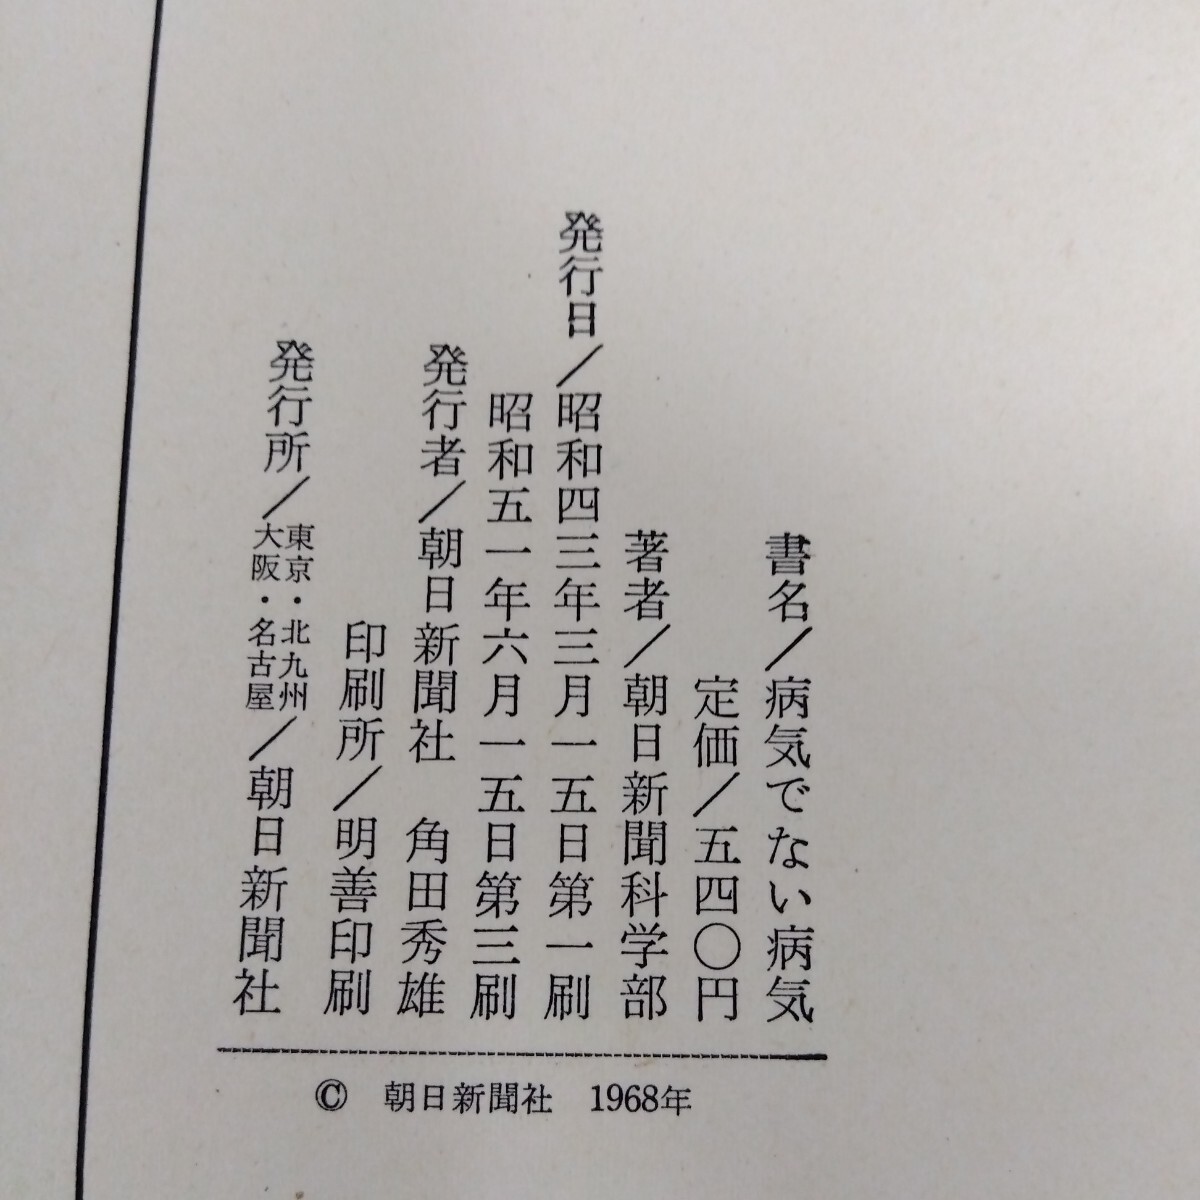 書名／病気でない病気
定価／五四〇円
著者／朝日新聞科学部
発行日／昭和四三年三月一五日第一刷
昭和五一年六月一五日第三刷
発行者／朝日新聞社　角田秀雄
印刷所／明善印刷
発行所／東京・北九州大阪・名古屋／朝日新聞社
© 朝日新聞社　1968年